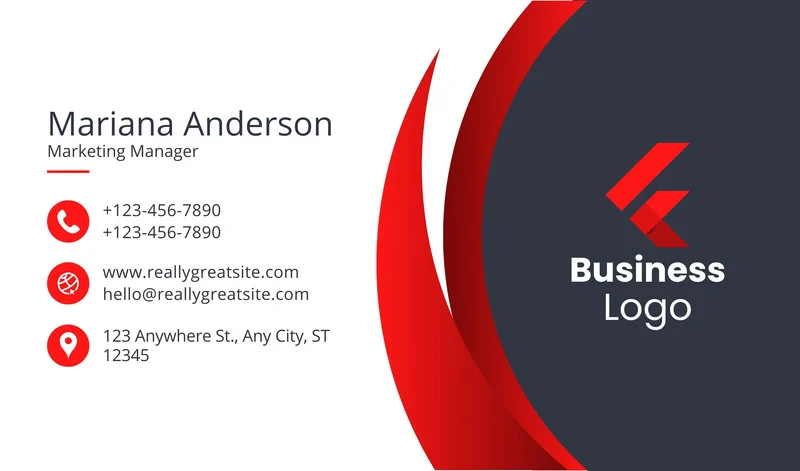 Mariana Anderson
Marketing Manager
+123-456-7890
+123-456-7890
www.reallygreatsite.com
hello@reallygreatsite.com
123 Anywhere St., Any City, ST
12345
Business
Logo